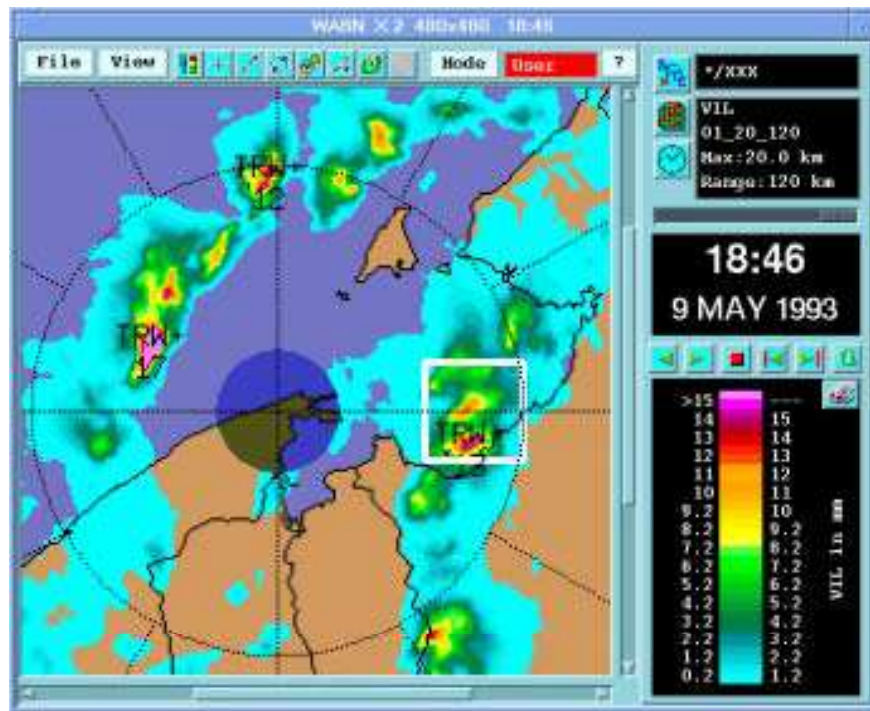 WABN X 2 480x480 18:46
File View Mode User ?
*/XXX
VIL
01_20_120
Max:20.0 km
Range:120 km
18:46
9 MAY 1993
TRW+
12
TRW+
1
TRW+
>15 ---
14 15
13 14
12 13
11 12
10 11
9.2 10
8.2 9.2
7.2 8.2
6.2 7.2
5.2 6.2
4.2 5.2
3.2 4.2
2.2 3.2
1.2 2.2
0.2 1.2
VIL in mm